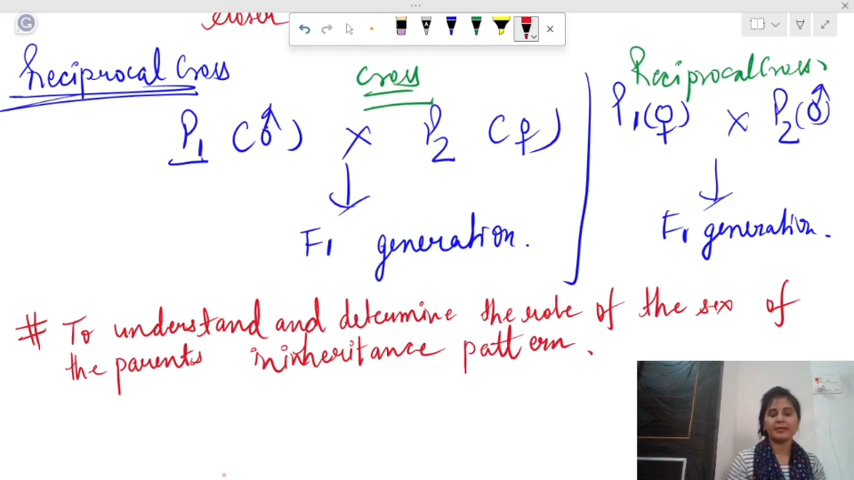 closer
Reciprocal Cross
Cross
P1 (♂) × P2 (♀)
F1 generation.
Reciprocal Cross
P1 (♀) × P2 (♂)
F1 generation.
# To understand and determine the role of the sex of
the parents in inheritance pattern.